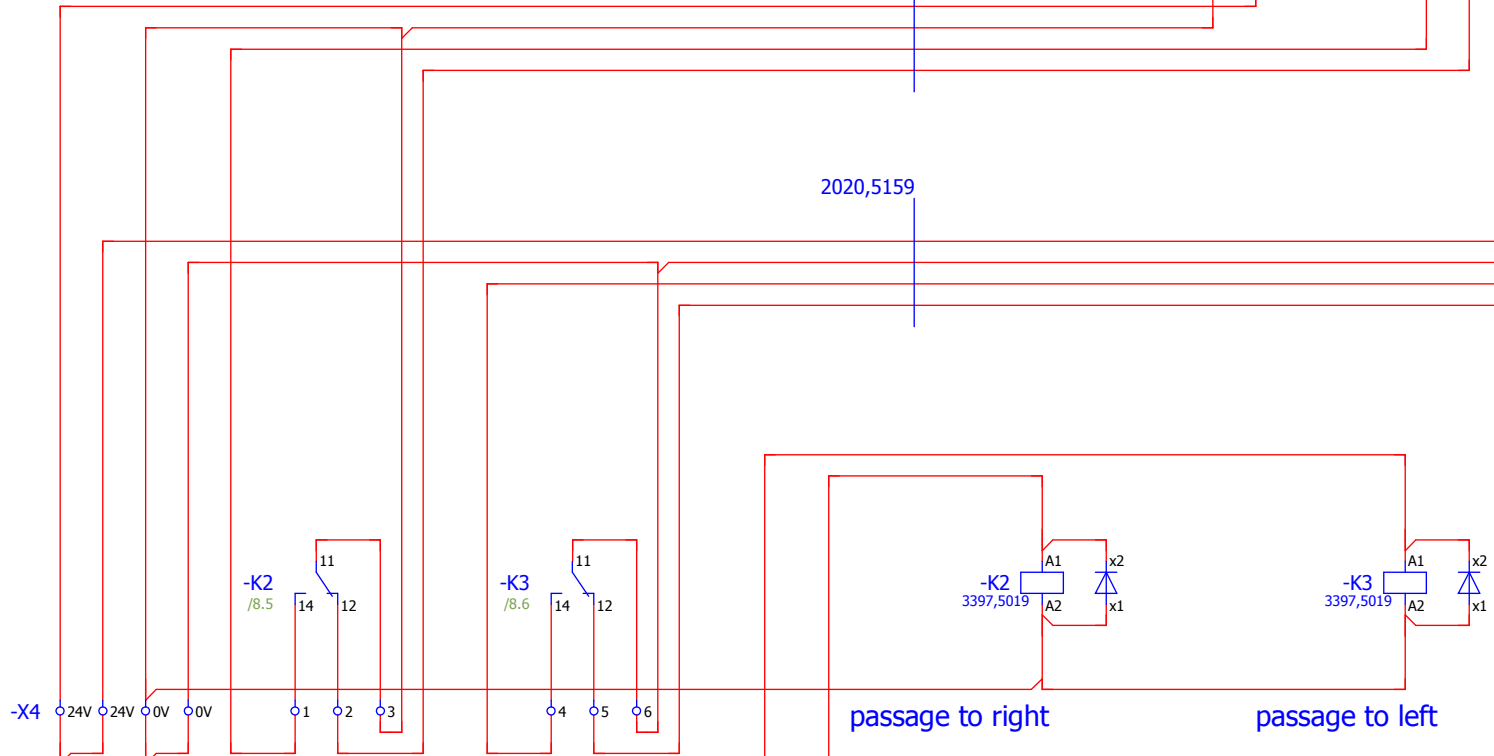 2020,5159
11
-K2
/8.5
14
12
11
-K3
/8.6
14
12
A1
x2
-K2
3397,5019
A2
x1
A1
x2
-K3
3397,5019
A2
x1
-X4
24V
24V
0V
0V
1
2
3
4
5
6
passage to right
passage to left